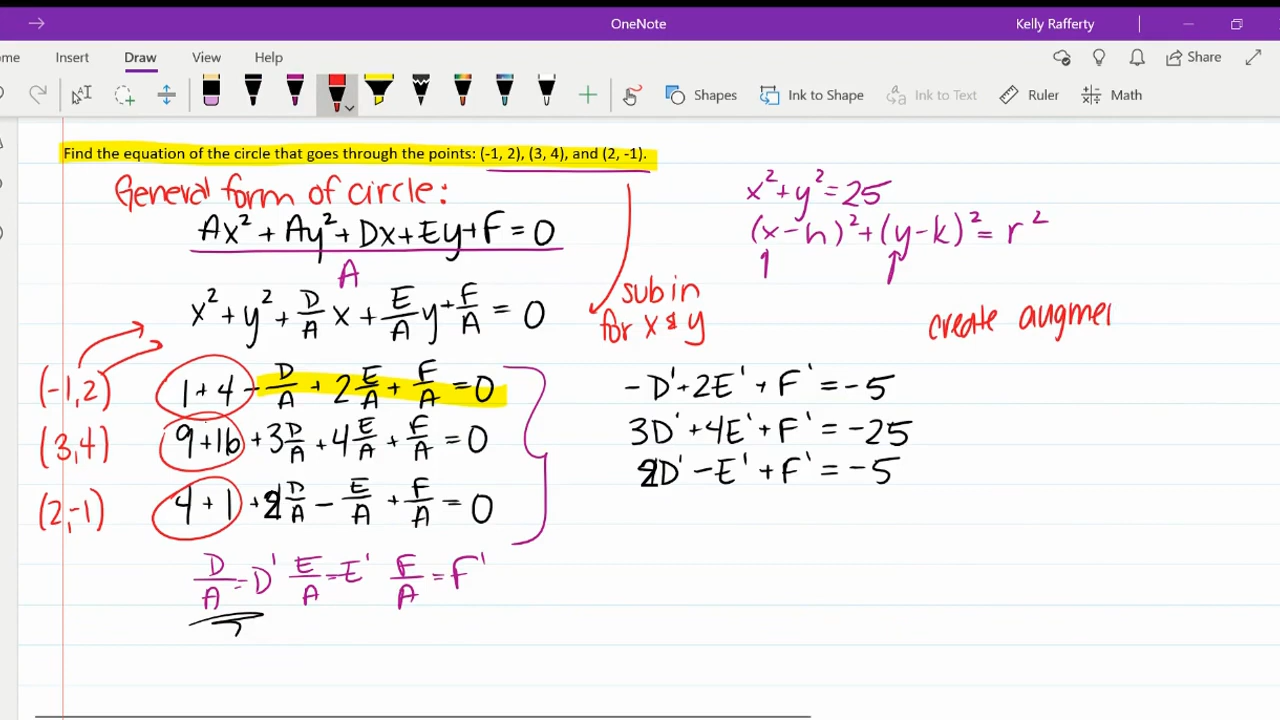 OneNote
Kelly Rafferty
ome Insert Draw View Help
Share
Shapes Ink to Shape Ink to Text Ruler Math
Find the equation of the circle that goes through the points: (-1, 2), (3, 4), and (2, -1).
General form of circle:
Ax² + Ay² + Dx + Ey + F = 0
A
x² + y² = 25
(x-h)² + (y-k)² = r²
x² + y² + D/A x + E/A y + F/A = 0
sub in
for x & y
create augmer
(-1,2) 1 + 4 - D/A + 2 E/A + F/A = 0
(3,4) 9 + 16 + 3 D/A + 4 E/A + F/A = 0
(2,-1) 4 + 1 + 2 D/A - E/A + F/A = 0
-D' + 2E' + F' = -5
3D' + 4E' + F' = -25
2D' - E' + F' = -5
D/A = D' E/A = E' F/A = F'